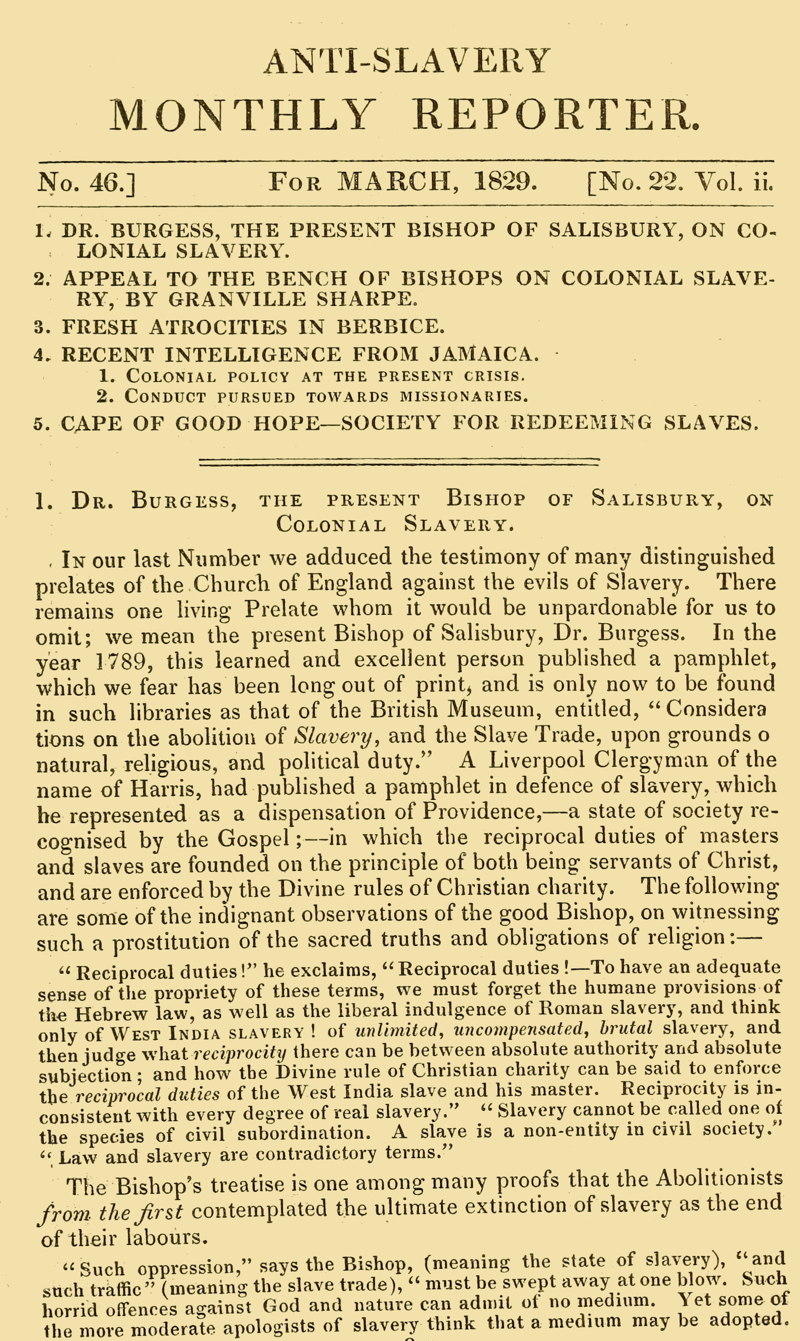 ANTI-SLAVERY
MONTHLY REPORTER.
No. 46.] FOR MARCH, 1829. [No. 22. Vol. ii.
1. DR. BURGESS, THE PRESENT BISHOP OF SALISBURY, ON CO-
LONIAL SLAVERY.
2. APPEAL TO THE BENCH OF BISHOPS ON COLONIAL SLAVE-
RY, BY GRANVILLE SHARPE.
3. FRESH ATROCITIES IN BERBICE.
4. RECENT INTELLIGENCE FROM JAMAICA.
1. COLONIAL POLICY AT THE PRESENT CRISIS.
2. CONDUCT PURSUED TOWARDS MISSIONARIES.
5. CAPE OF GOOD HOPE—SOCIETY FOR REDEEMING SLAVES.
1. DR. BURGESS, THE PRESENT BISHOP OF SALISBURY, ON
COLONIAL SLAVERY.
IN our last Number we adduced the testimony of many distinguished
prelates of the Church of England against the evils of Slavery. There
remains one living Prelate whom it would be unpardonable for us to
omit; we mean the present Bishop of Salisbury, Dr. Burgess. In the
year 1789, this learned and excellent person published a pamphlet,
which we fear has been long out of print, and is only now to be found
in such libraries as that of the British Museum, entitled, “Considera
tions on the abolition of Slavery, and the Slave Trade, upon grounds o
natural, religious, and political duty.” A Liverpool Clergyman of the
name of Harris, had published a pamphlet in defence of slavery, which
he represented as a dispensation of Providence,—a state of society re-
cognised by the Gospel;—in which the reciprocal duties of masters
and slaves are founded on the principle of both being servants of Christ,
and are enforced by the Divine rules of Christian charity. The following
are some of the indignant observations of the good Bishop, on witnessing
such a prostitution of the sacred truths and obligations of religion:—
“Reciprocal duties!” he exclaims, “Reciprocal duties!—To have an adequate
sense of the propriety of these terms, we must forget the humane provisions of
the Hebrew law, as well as the liberal indulgence of Roman slavery, and think
only of WEST INDIA SLAVERY! of unlimited, uncompensated, brutal slavery, and
then judge what reciprocity there can be between absolute authority and absolute
subjection; and how the Divine rule of Christian charity can be said to enforce
the reciprocal duties of the West India slave and his master. Reciprocity is in-
consistent with every degree of real slavery.” “Slavery cannot be called one of
the species of civil subordination. A slave is a non-entity in civil society.”
“Law and slavery are contradictory terms.”
The Bishop’s treatise is one among many proofs that the Abolitionists
from the first contemplated the ultimate extinction of slavery as the end
of their labours.
“Such oppression,” says the Bishop, (meaning the state of slavery), “and
such traffic” (meaning the slave trade), “must be swept away at one blow. Such
horrid offences against God and nature can admit of no medium. Yet some of
the more moderate apologists of slavery think that a medium may be adopted.